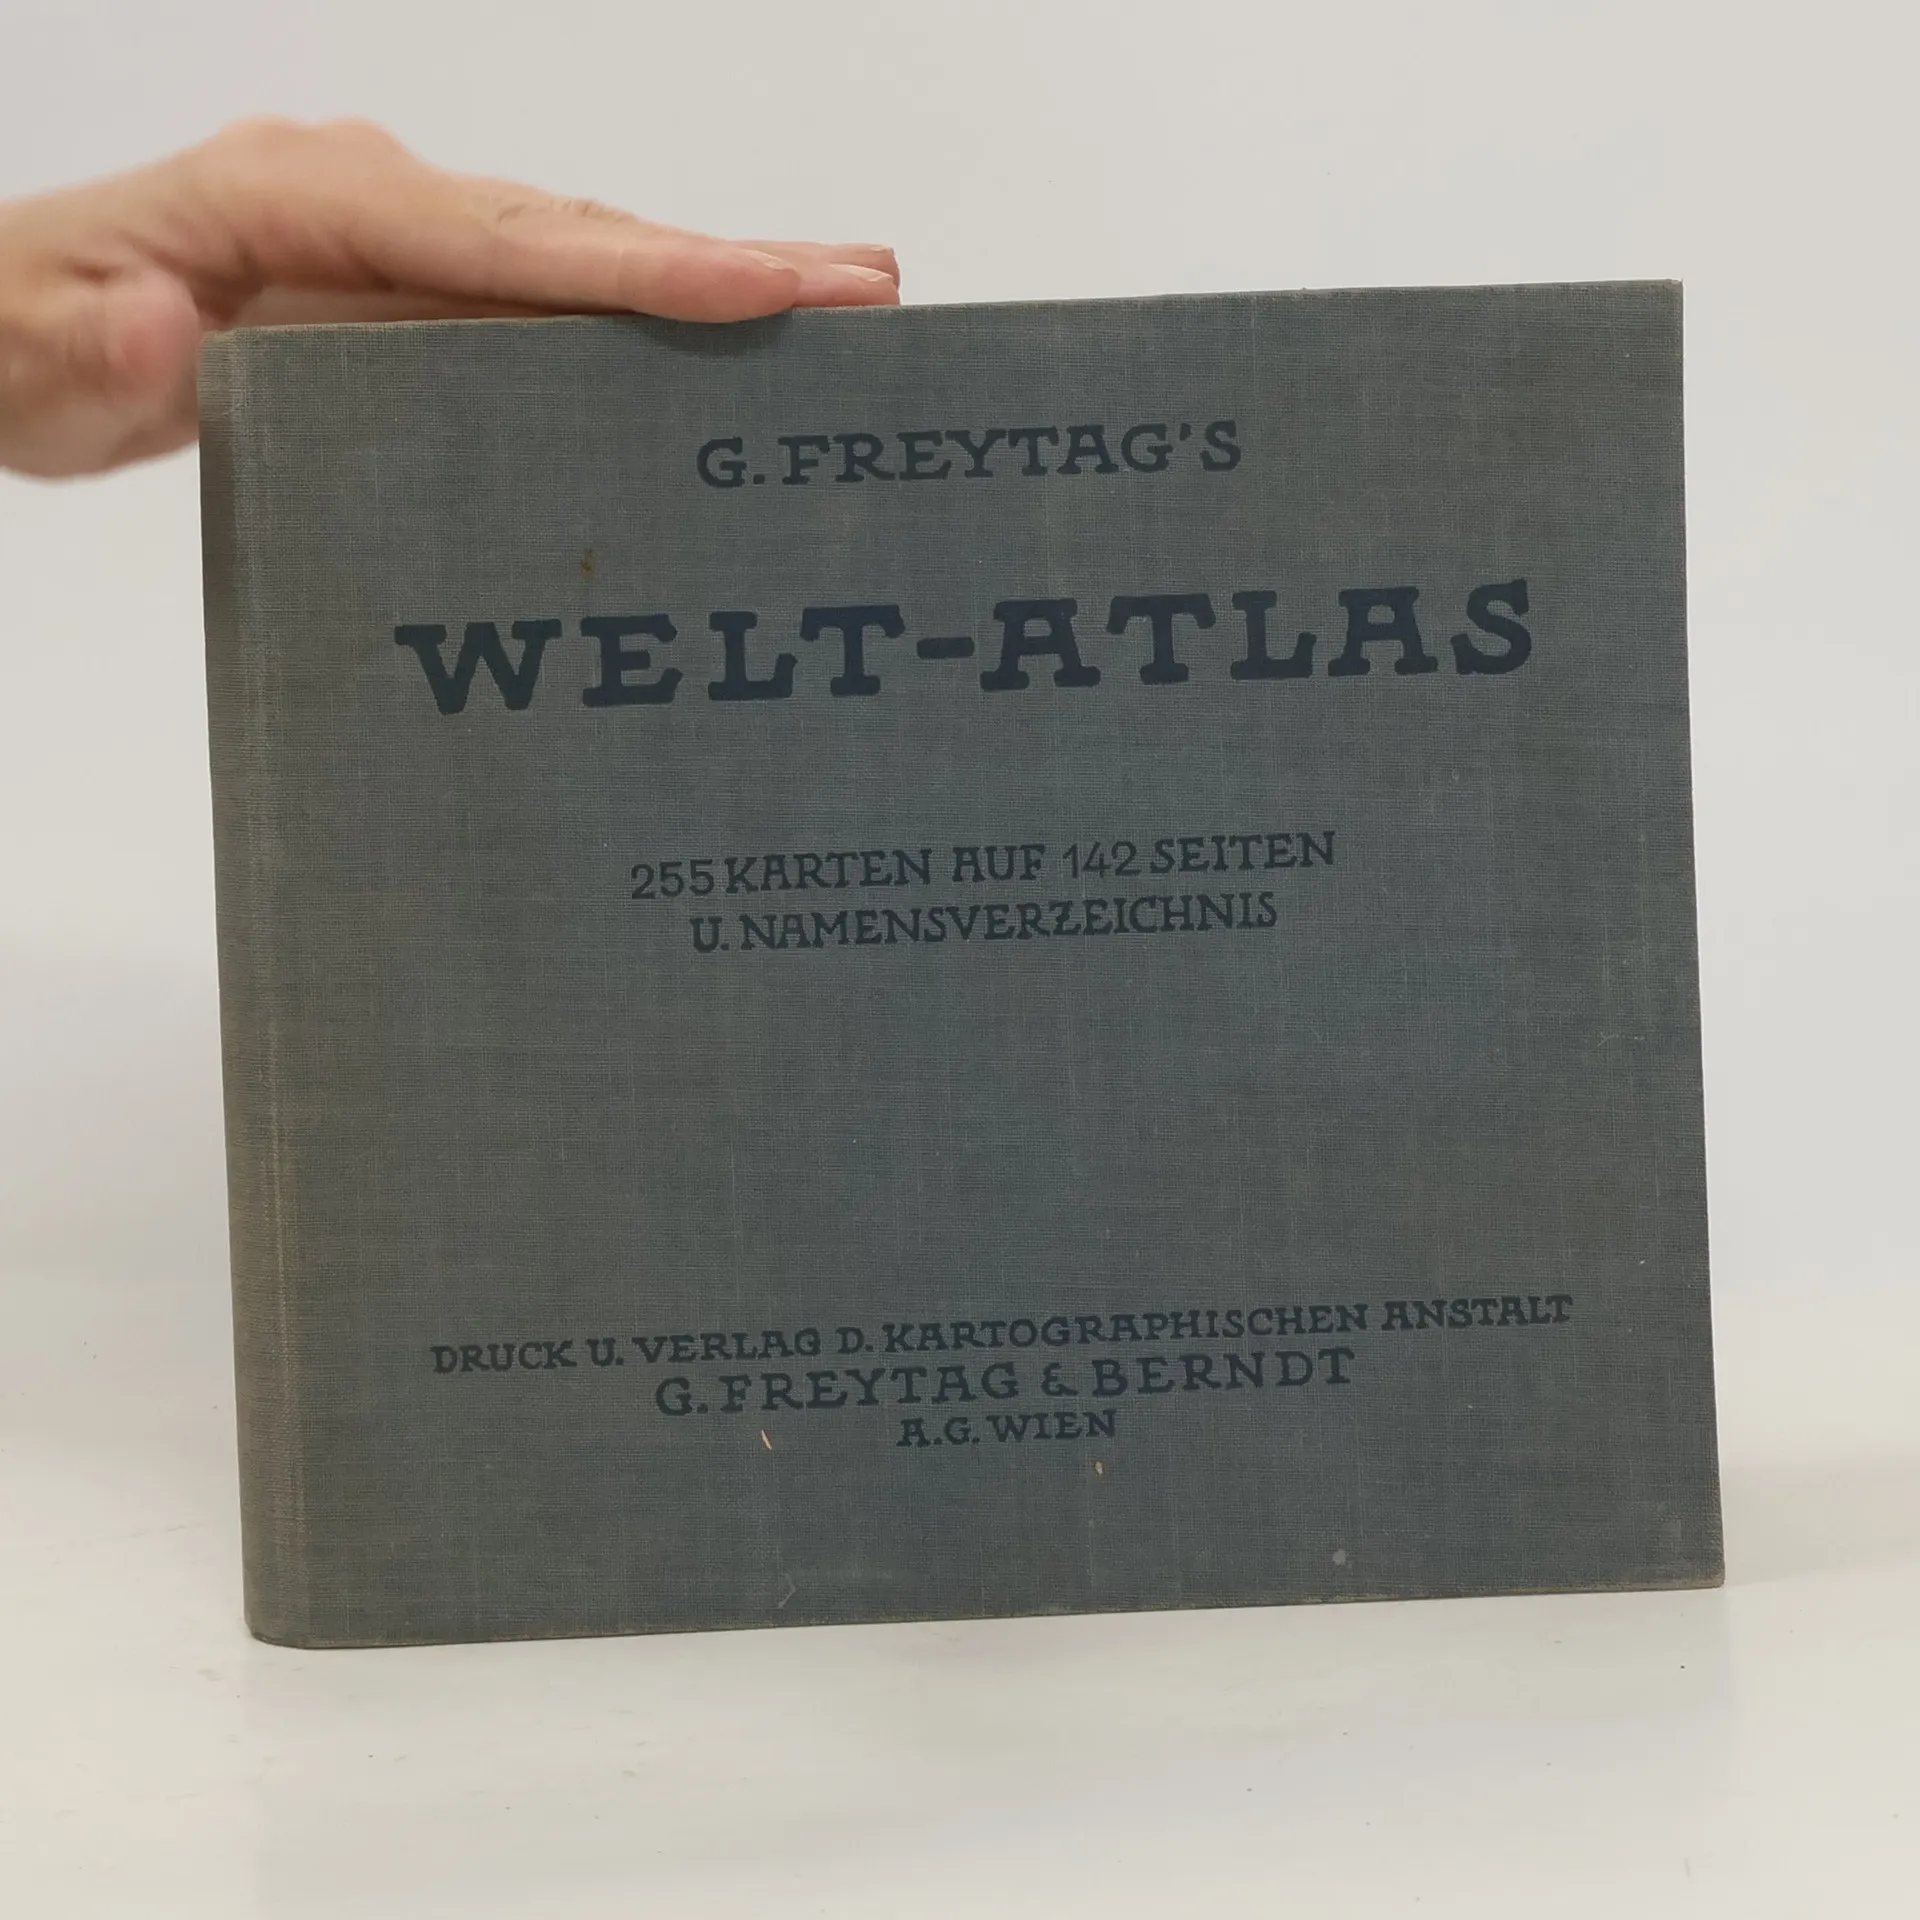 G. FREYTAG'S
WELT-ATLAS
255 KARTEN AUF 142 SEITEN
U. NAMENSVERZEICHNIS
DRUCK U. VERLAG D. KARTOGRAPHISCHEN ANSTALT
G. FREYTAG & BERNDT
A.G. WIEN